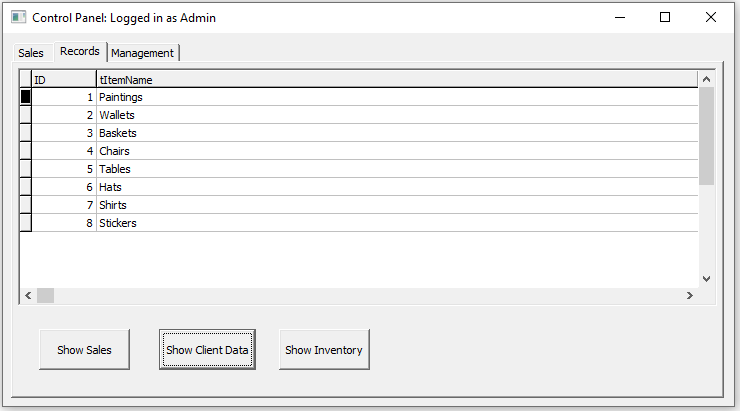 Control Panel: Logged in as Admin
Sales Records Management
ID tItemName
1 Paintings
2 Wallets
3 Baskets
4 Chairs
5 Tables
6 Hats
7 Shirts
8 Stickers
Show Sales Show Client Data Show Inventory